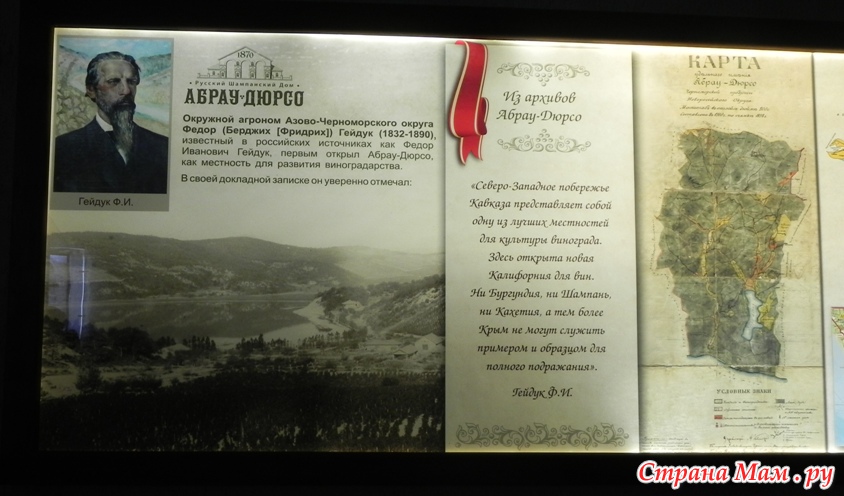 1870
• Русский Шампанский Дом •
АБРАУ-ДЮРСО
Окружной агроном Азово-Черноморского округа
Федор (Берджих [Фридрих]) Гейдук (1832-1890),
известный в российских источниках как Федор
Иванович Гейдук, первым открыл Абрау-Дюрсо,
как местность для развития виноградарства.
В своей докладной записке он уверенно отмечал:
Гейдук Ф.И.
Из архивов
Абрау-Дюрсо
«Северо-Западное побережье
Кавказа представляет собой
одну из лучших местностей
для культуры винограда.
Здесь открыта новая
Калифорния для вин.
Ни Бургундия, ни Шампань,
ни Кахетия, а тем более
Крым не могут служить
примером и образцом для
полного подражания».
Гейдук Ф.И.
КАРТА
Абрау-Дюрсо
УСЛОВНЫЕ ЗНАКИ
Страна Мам.ру